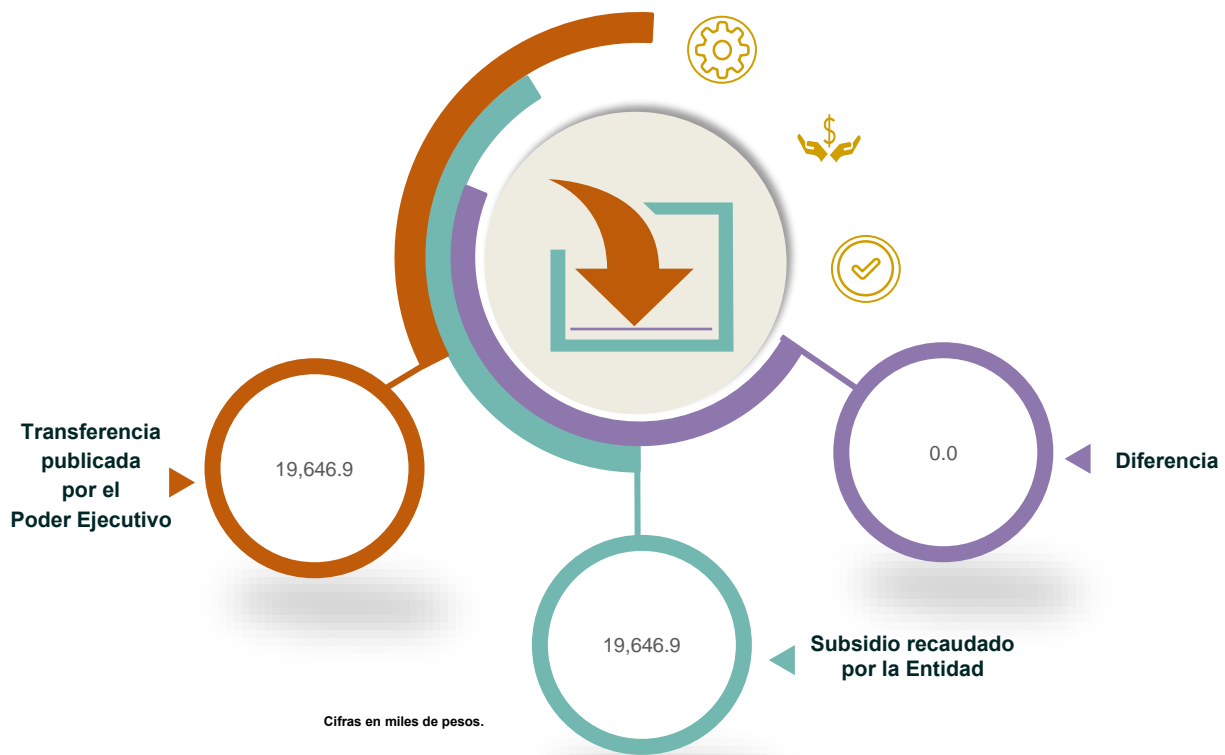 Transferencia
publicada
por el
Poder Ejecutivo
19,646.9
0.0
Diferencia
19,646.9
Subsidio recaudado
por la Entidad
Cifras en miles de pesos.
$